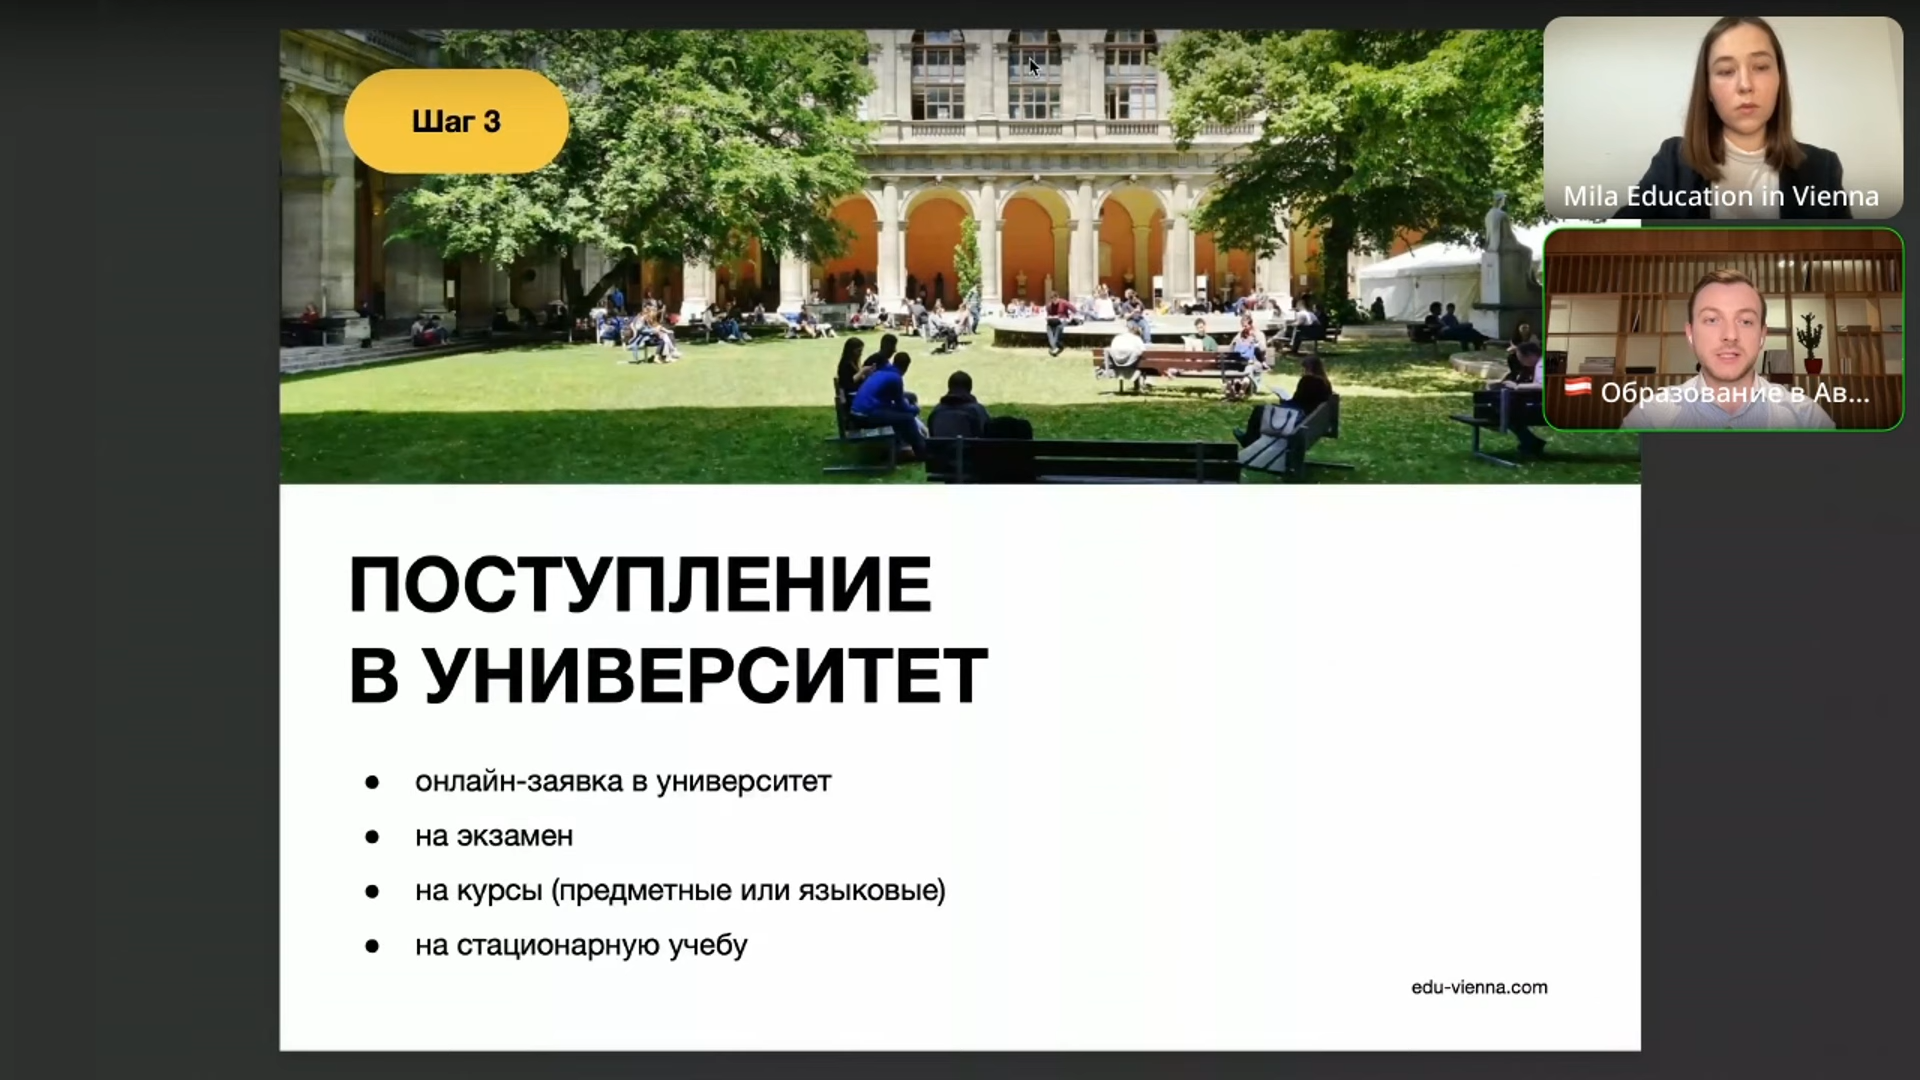 Шаг 3
Mila Education in Vienna
Образование в Ав...
ПОСТУПЛЕНИЕ
В УНИВЕРСИТЕТ
● онлайн-заявка в университет
● на экзамен
● на курсы (предметные или языковые)
● на стационарную учебу
edu-vienna.com